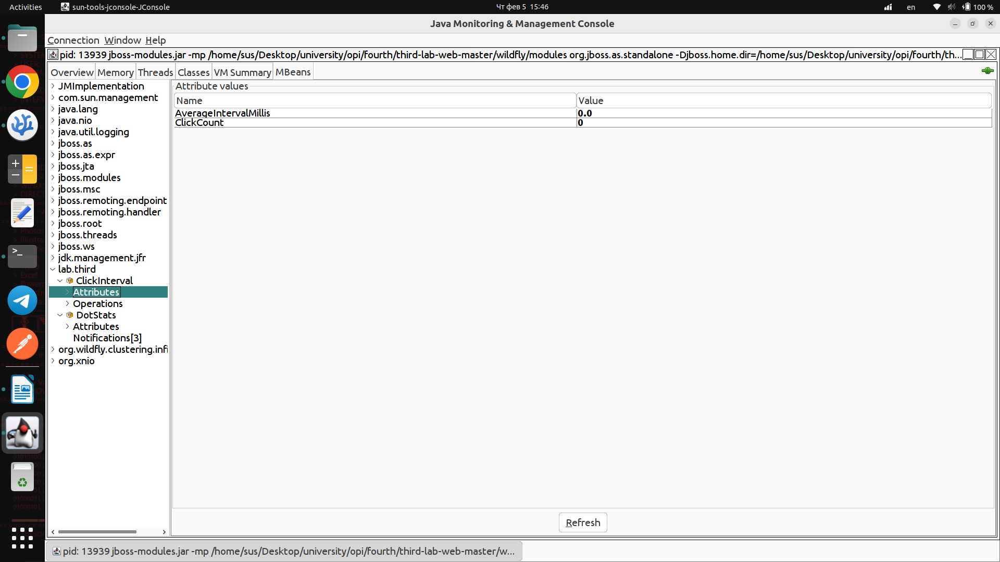 Activities
sun-tools-jconsole-JConsole
Чт фев 5 15:46
en
100 %
Java Monitoring & Management Console
Connection Window Help
pid: 13939 jboss-modules.jar -mp /home/sus/Desktop/university/opi/fourth/third-lab-web-master/wildfly/modules org.jboss.as.standalone -Djboss.home.dir=/home/sus/Desktop/university/opi/fourth/th...
Overview Memory Threads Classes VM Summary MBeans
JMImplementation
com.sun.management
java.lang
java.nio
java.util.logging
jboss.as
jboss.as.expr
jboss.jta
jboss.modules
jboss.msc
jboss.remoting.endpoint
jboss.remoting.handler
jboss.root
jboss.threads
jboss.ws
jdk.management.jfr
lab.third
ClickInterval
Attributes
Operations
DotStats
Attributes
Notifications[3]
org.wildfly.clustering.infi
org.xnio
Attribute values
Name Value
AverageIntervalMillis 0.0
ClickCount 0
Refresh
pid: 13939 jboss-modules.jar -mp /home/sus/Desktop/university/opi/fourth/third-lab-web-master/w...